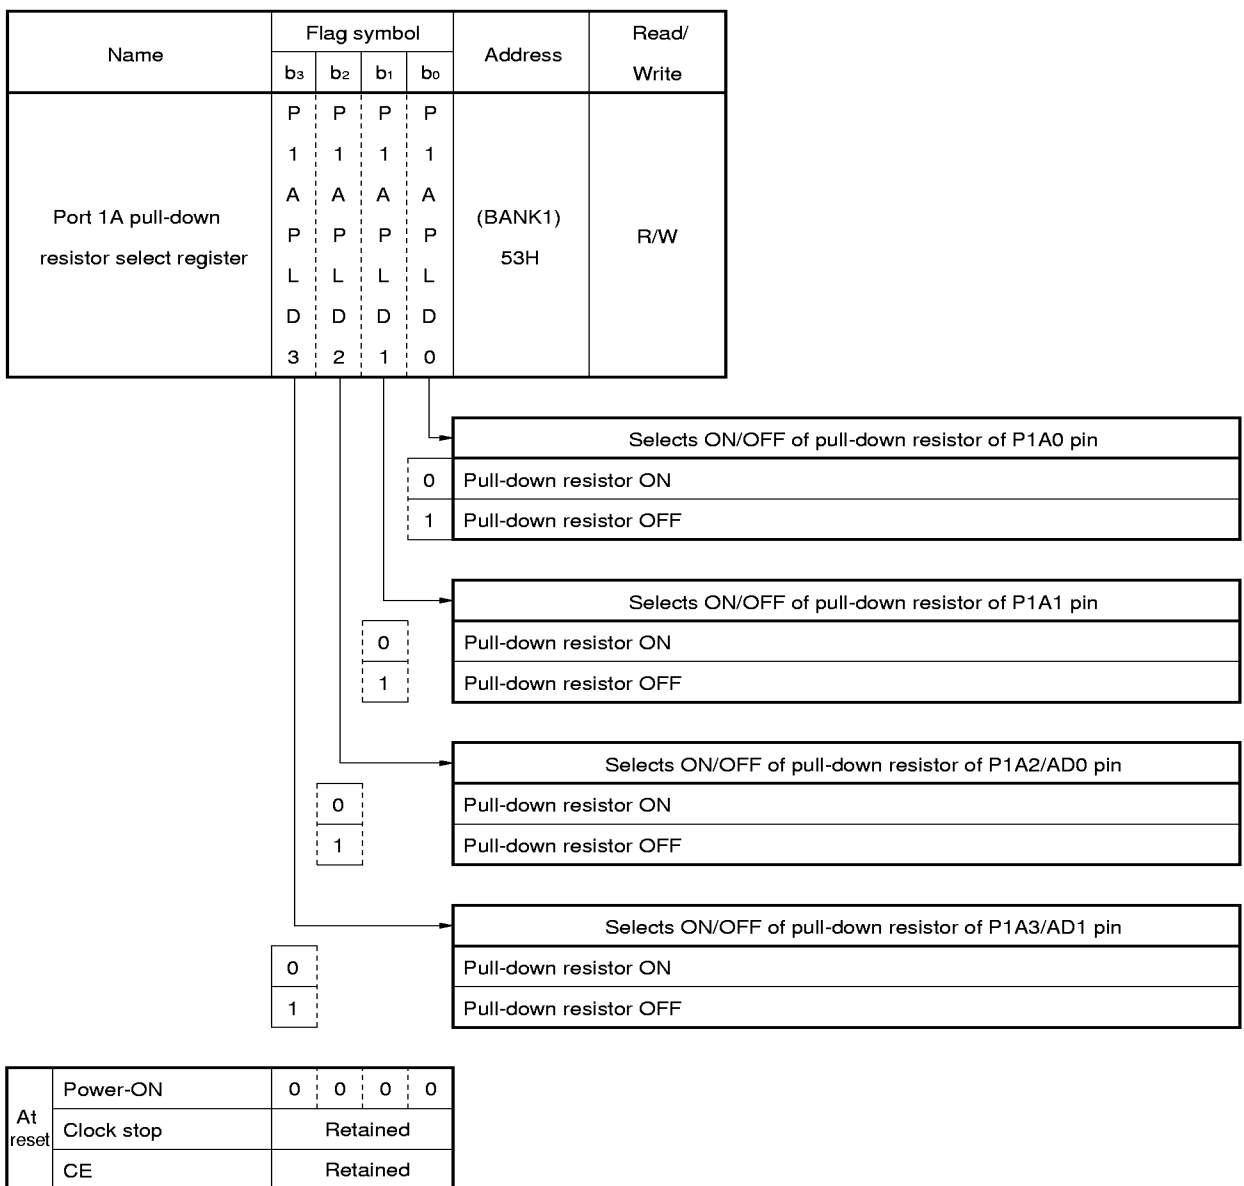 Name
Flag symbol
Address
Read/
Write
b3 b2 b1 b0
Port 1A pull-down
resistor select register
P P P P
1 1 1 1
A A A A
P P P P
L L L L
D D D D
3 2 1 0
(BANK1)
53H
R/W
Selects ON/OFF of pull-down resistor of P1A0 pin
0 Pull-down resistor ON
1 Pull-down resistor OFF
Selects ON/OFF of pull-down resistor of P1A1 pin
0 Pull-down resistor ON
1 Pull-down resistor OFF
Selects ON/OFF of pull-down resistor of P1A2/AD0 pin
0 Pull-down resistor ON
1 Pull-down resistor OFF
Selects ON/OFF of pull-down resistor of P1A3/AD1 pin
0 Pull-down resistor ON
1 Pull-down resistor OFF
At
reset
Power-ON 0 0 0 0
Clock stop Retained
CE Retained